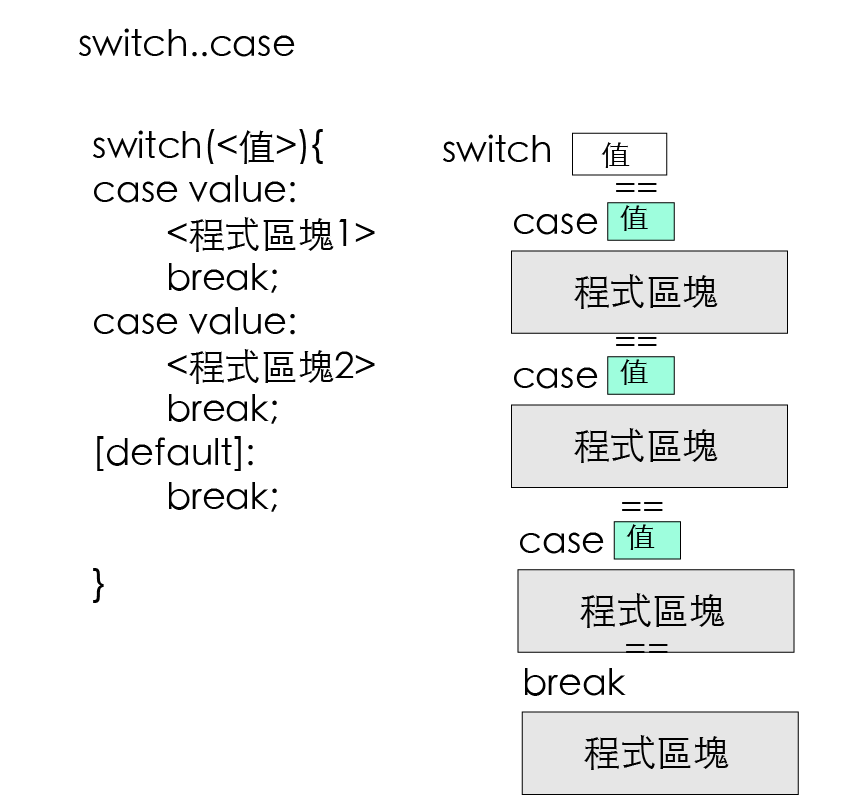 switch..case
switch(<值>){
case value:
<程式區塊1>
break;
case value:
<程式區塊2>
break;
[default]:
break;
}
switch 值
==
case 值
程式區塊
==
case 值
程式區塊
==
case 值
程式區塊
==
break
程式區塊